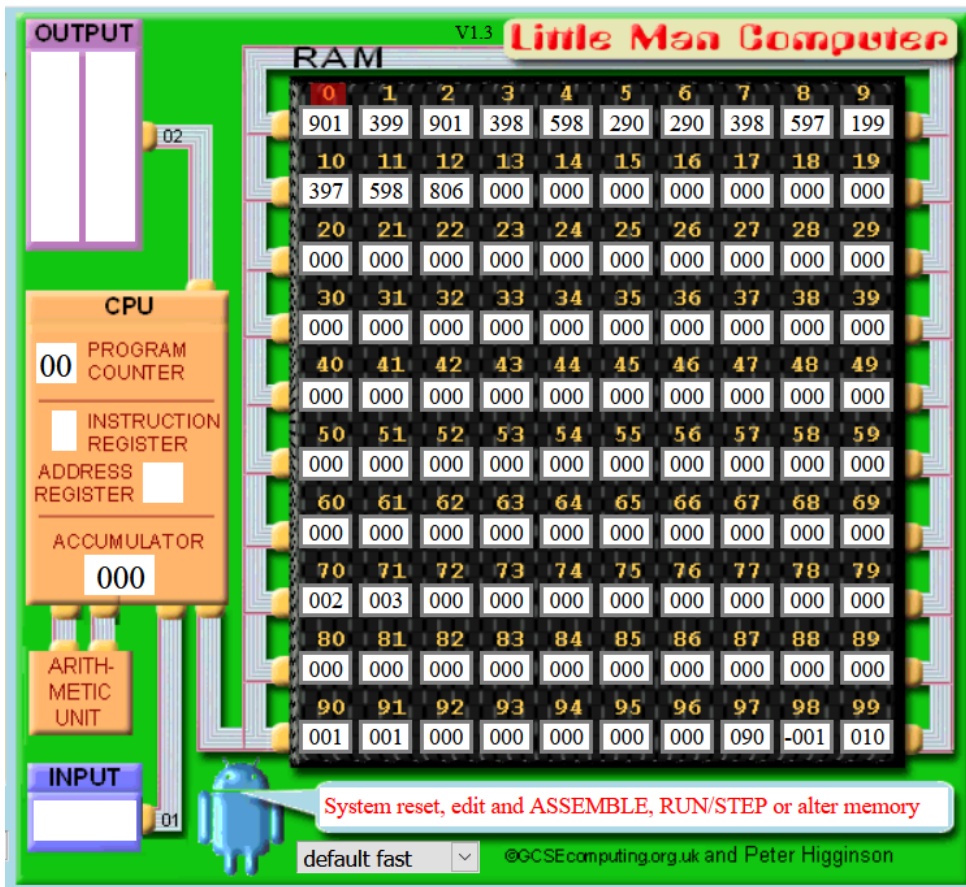 OUTPUT
V1.3 Little Man Computer
RAM
0 1 2 3 4 5 6 7 8 9
901 399 901 398 598 290 290 398 597 199
02
10 11 12 13 14 15 16 17 18 19
397 598 806 000 000 000 000 000 000 000
20 21 22 23 24 25 26 27 28 29
000 000 000 000 000 000 000 000 000 000
CPU
30 31 32 33 34 35 36 37 38 39
000 000 000 000 000 000 000 000 000 000
00 PROGRAM
COUNTER
40 41 42 43 44 45 46 47 48 49
000 000 000 000 000 000 000 000 000 000
INSTRUCTION
REGISTER
50 51 52 53 54 55 56 57 58 59
000 000 000 000 000 000 000 000 000 000
ADDRESS
REGISTER
60 61 62 63 64 65 66 67 68 69
000 000 000 000 000 000 000 000 000 000
ACCUMULATOR
000
70 71 72 73 74 75 76 77 78 79
002 003 000 000 000 000 000 000 000 000
80 81 82 83 84 85 86 87 88 89
000 000 000 000 000 000 000 000 000 000
ARITH-
METIC
UNIT
90 91 92 93 94 95 96 97 98 99
001 001 000 000 000 000 000 090 -001 010
INPUT
01
System reset, edit and ASSEMBLE, RUN/STEP or alter memory
default fast
©GCSEcomputing.org.uk and Peter Higginson